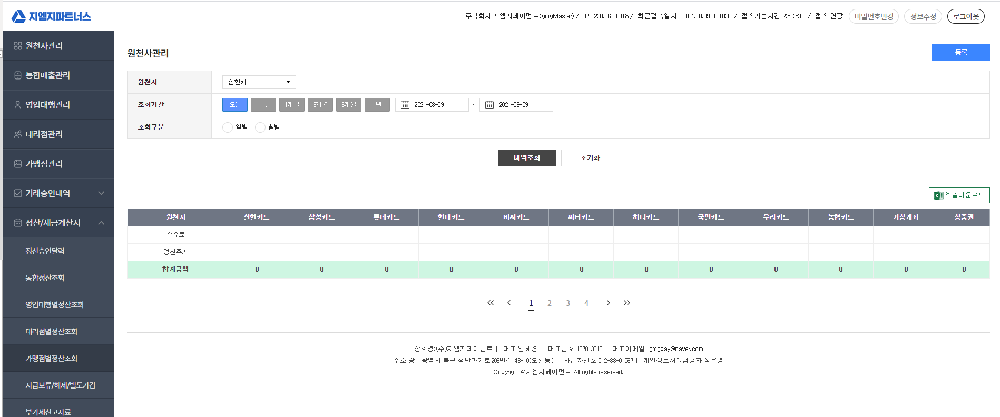 지엠지파트너스
주식회사 지엠지페이먼트(gmgMaster) / IP : 220.86.61.165 / 최근접속일시 : 2021.08.09 08:18:19 / 접속가능시간 2:59:53 / 접속 연장 비밀번호변경 정보수정 로그아웃
원천사관리
통합매출관리
영업대행관리
대리점관리
가맹점관리
거래승인내역
정산/세금계산서
정산승인달력
통합정산조회
영업대행별정산조회
대리점별정산조회
가맹점별정산조회
지급보류/해제/별도가감
부가세신고자료
원천사관리 등록
원천사 신한카드
조회기간 오늘 1주일 1개월 3개월 6개월 1년 2021-08-09 ~ 2021-08-09
조회구분 일별 월별
내역조회 초기화
엑셀다운로드
원천사 신한카드 삼성카드 롯데카드 현대카드 비씨카드 씨티카드 하나카드 국민카드 우리카드 농협카드 가상계좌 상품권
수수료
정산주기
합계금액 0 0 0 0 0 0 0 0 0 0 0 0
1 2 3 4
상호명:(주)지엠지페이먼트 | 대표:임혜경 | 대표번호:1670-3216 | 대표이메일: gmgpay@naver.com
주소:광주광역시 북구 첨단과기로208번길 43-10(오룡동) | 사업자번호:512-88-01567 | 개인정보처리담당자:정은영
Copyright @지엠지페이먼트 All rights reserved.